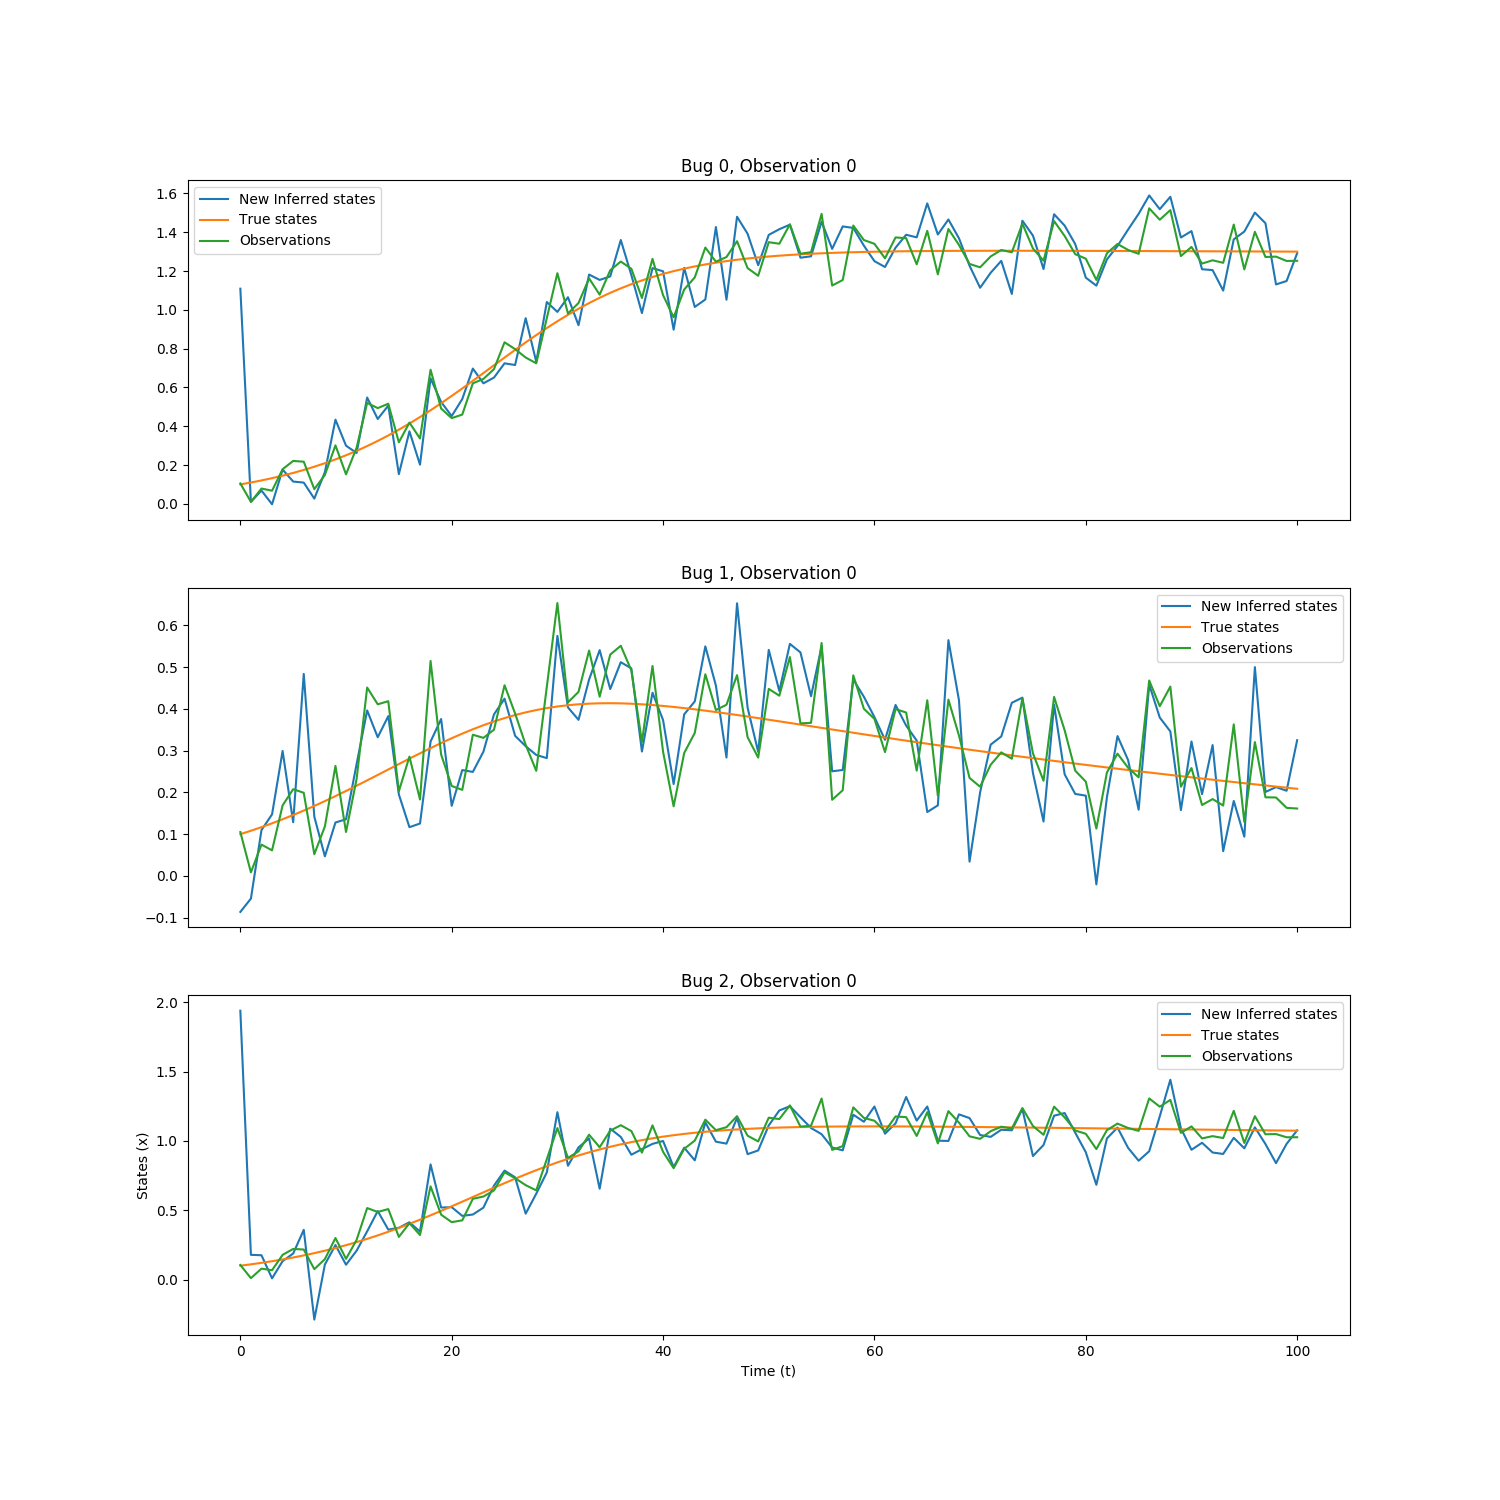 Bug 0, Observation 0
New Inferred states
True states
Observations
1.6
1.4
1.2
1.0
0.8
0.6
0.4
0.2
0.0
Bug 1, Observation 0
New Inferred states
True states
Observations
0.6
0.5
0.4
0.3
0.2
0.1
0.0
−0.1
Bug 2, Observation 0
New Inferred states
True states
Observations
2.0
1.5
1.0
0.5
0.0
States (x)
0 20 40 60 80 100
Time (t)